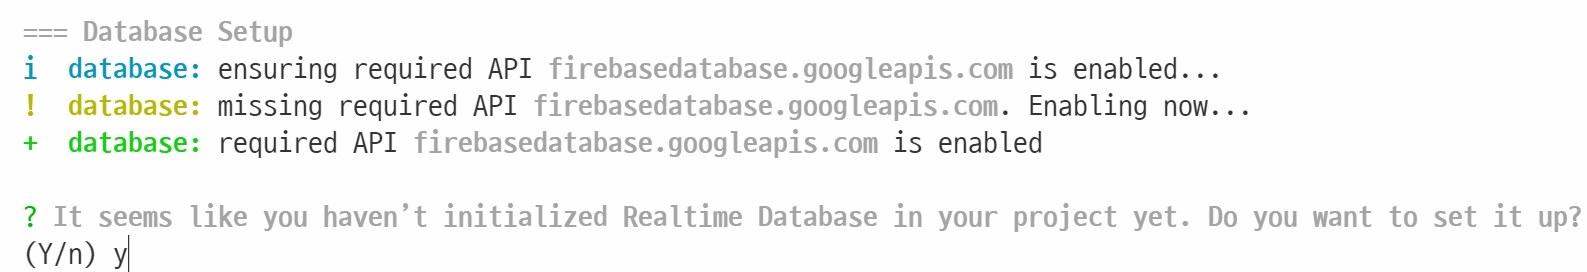 === Database Setup
i  database: ensuring required API firebasedatabase.googleapis.com is enabled...
!  database: missing required API firebasedatabase.googleapis.com. Enabling now...
+  database: required API firebasedatabase.googleapis.com is enabled
? It seems like you haven’t initialized Realtime Database in your project yet. Do you want to set it up?
(Y/n) y